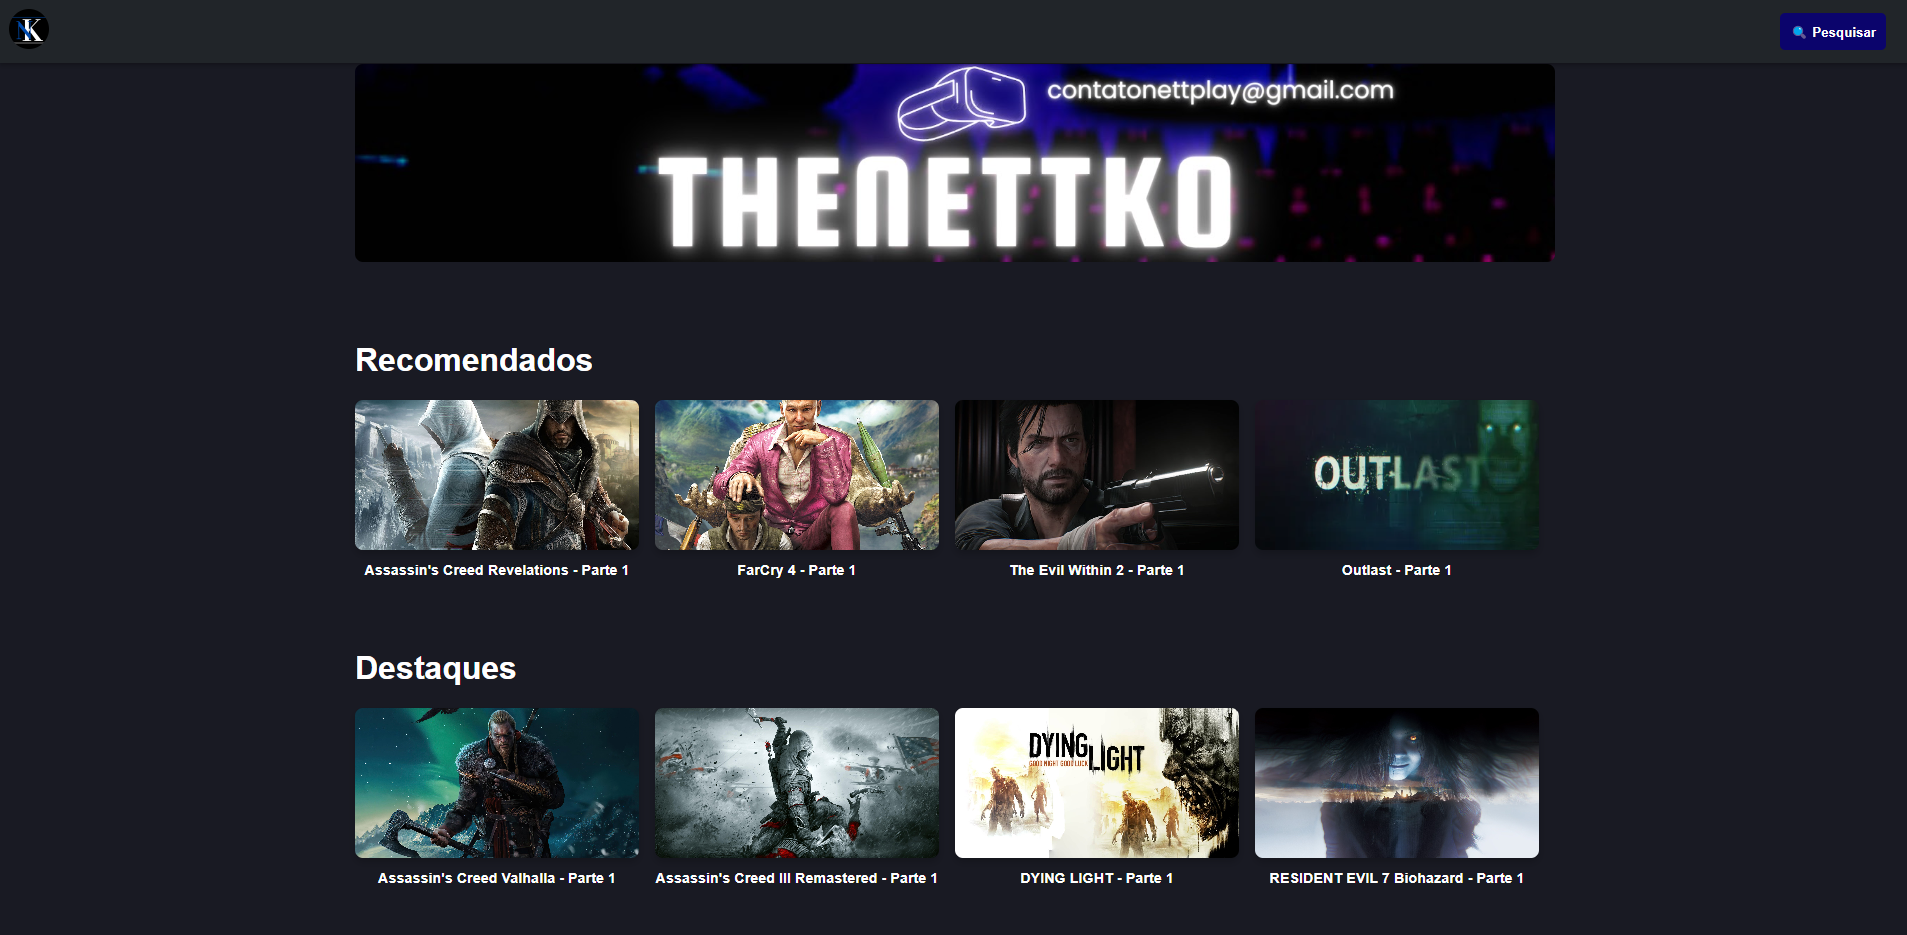 NK
Pesquisar
contatonettplay@gmail.com
THENETTKO
Recomendados
OUTLAST
Assassin's Creed Revelations - Parte 1
FarCry 4 - Parte 1
The Evil Within 2 - Parte 1
Outlast - Parte 1
Destaques
DYING LIGHT
GOOD NIGHT GOOD LUCK
Assassin's Creed Valhalla - Parte 1
Assassin's Creed III Remastered - Parte 1
DYING LIGHT - Parte 1
RESIDENT EVIL 7 Biohazard - Parte 1